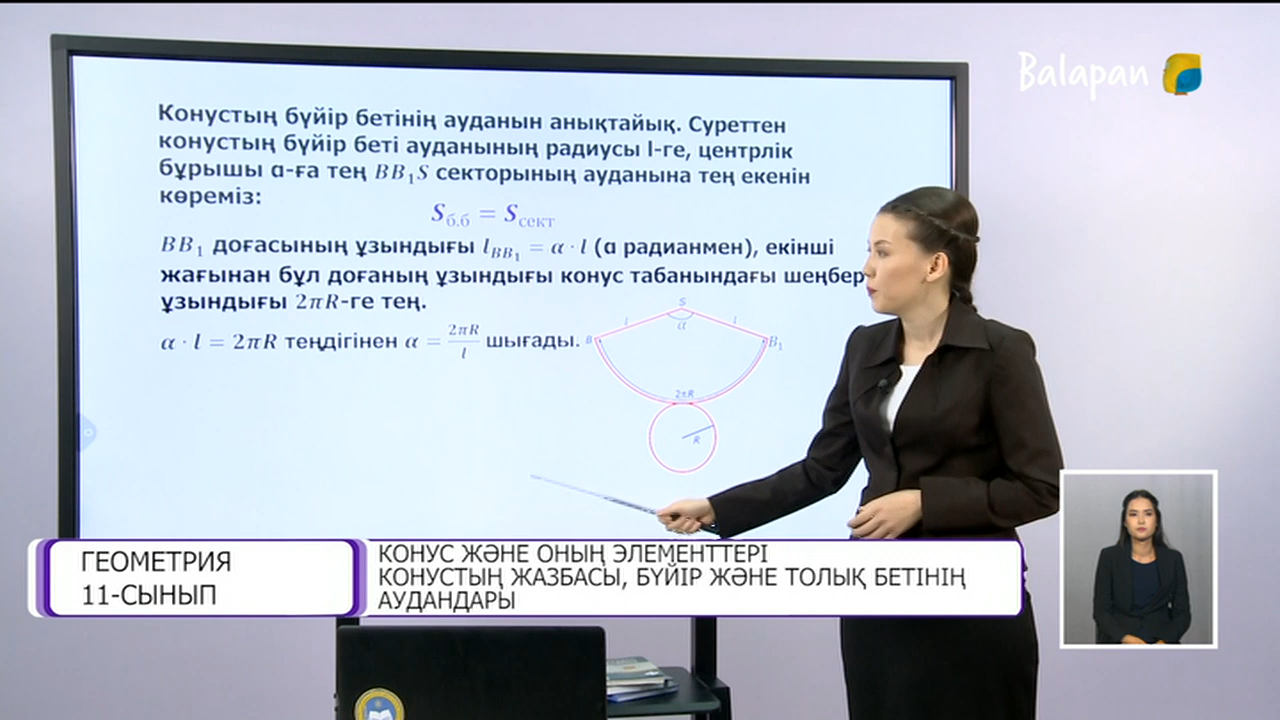 Balapan
Конустың бүйір бетінің ауданын анықтайық. Суреттен
конустың бүйір беті ауданының радиусы l-ге, центрлік
бұрышы α-ға тең BB₁S секторының ауданына тең екенін
көреміз:
Sб.б = Sсект
BB₁ доғасының ұзындығы l_BB₁ = α · l (α радианмен), екінші
жағынан бұл доғаның ұзындығы конус табанындағы шеңбер
ұзындығы 2πR-ге тең.
α · l = 2πR теңдігінен α = 2πR/l шығады.
S
l α l
B B₁
2πR
R
ГЕОМЕТРИЯ
11-СЫНЫП
КОНУС ЖӘНЕ ОНЫҢ ЭЛЕМЕНТТЕРІ
КОНУСТЫҢ ЖАЗБАСЫ, БҮЙІР ЖӘНЕ ТОЛЫҚ БЕТІНІҢ
АУДАНДАРЫ